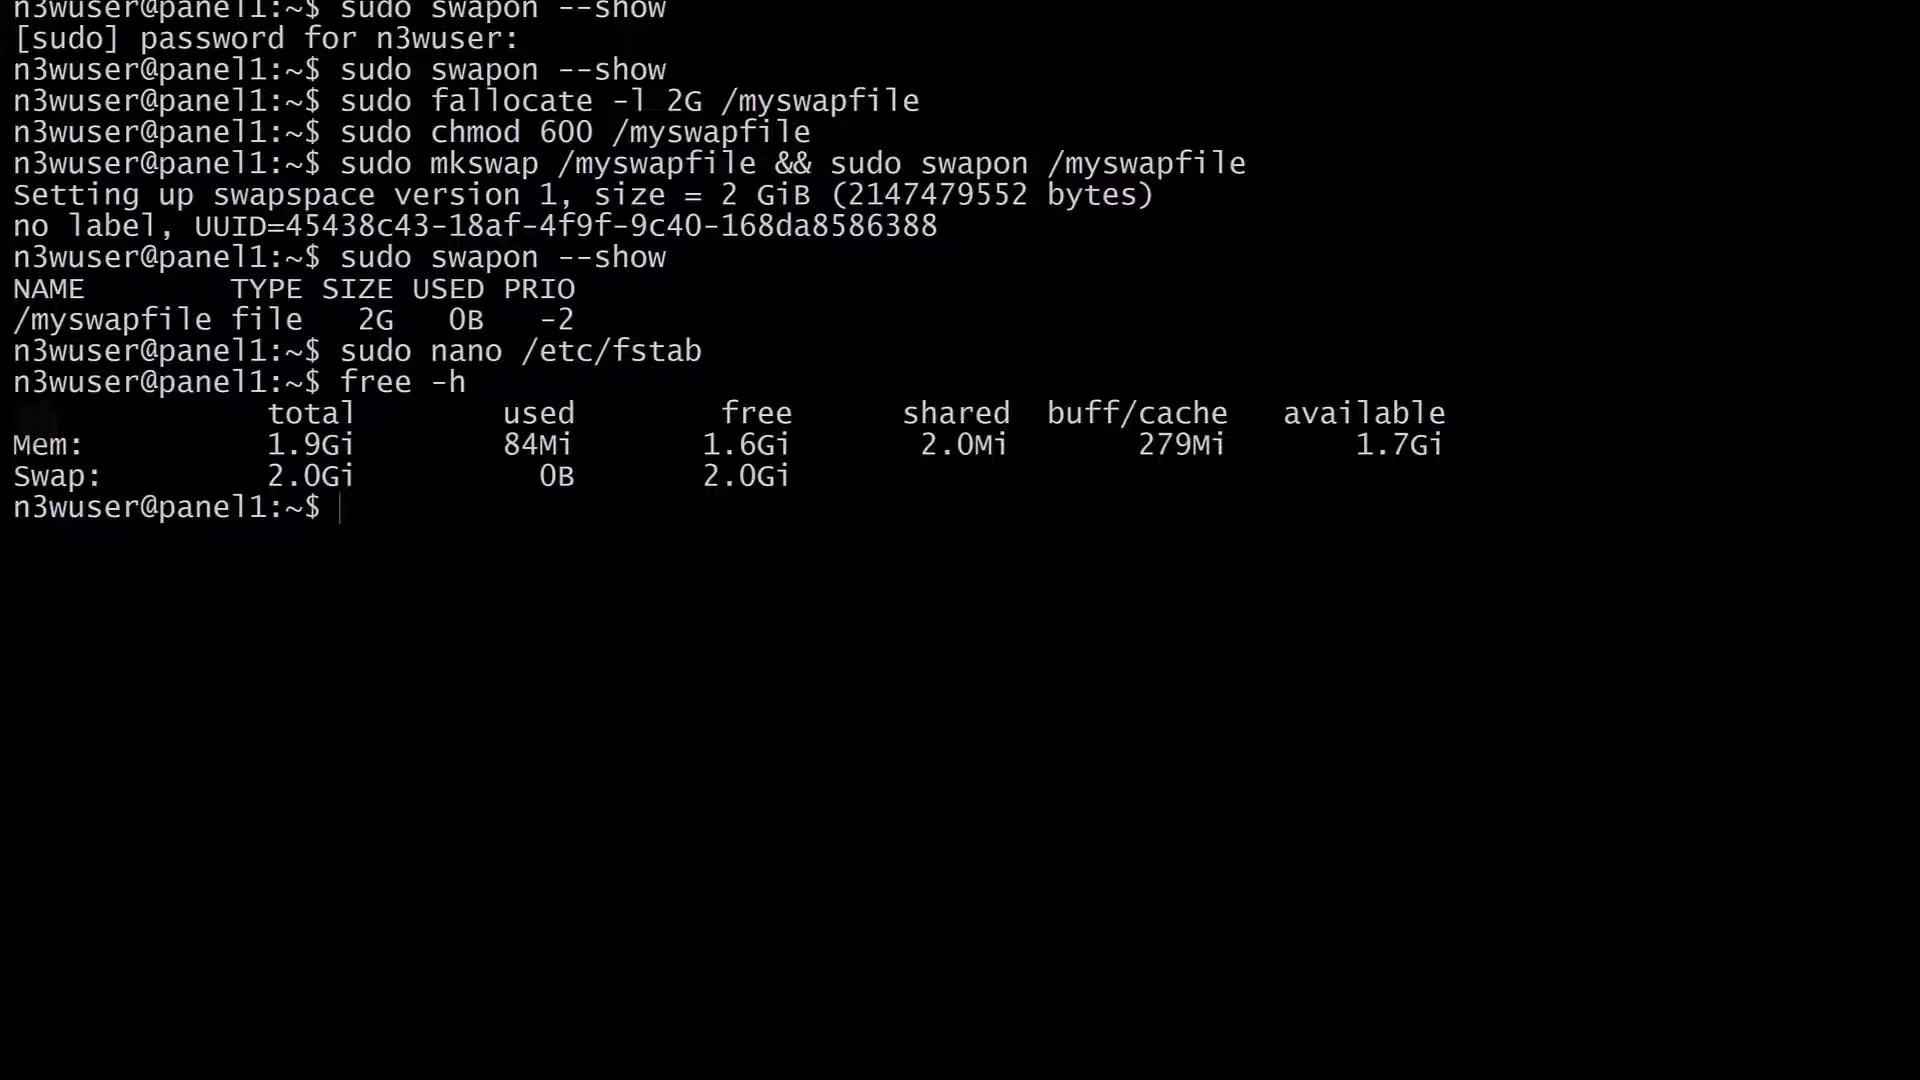 n3wuser@panel1:~$ sudo swapon --show
[sudo] password for n3wuser:
n3wuser@panel1:~$ sudo swapon --show
n3wuser@panel1:~$ sudo fallocate -l 2G /myswapfile
n3wuser@panel1:~$ sudo chmod 600 /myswapfile
n3wuser@panel1:~$ sudo mkswap /myswapfile && sudo swapon /myswapfile
Setting up swapspace version 1, size = 2 GiB (2147479552 bytes)
no label, UUID=45438c43-18af-4f9f-9c40-168da8586388
n3wuser@panel1:~$ sudo swapon --show
NAME        TYPE SIZE USED PRIO
/myswapfile file   2G   0B   -2
n3wuser@panel1:~$ sudo nano /etc/fstab
n3wuser@panel1:~$ free -h
              total        used        free      shared  buff/cache   available
Mem:          1.9Gi        84Mi       1.6Gi       2.0Mi       279Mi       1.7Gi
Swap:         2.0Gi          0B       2.0Gi
n3wuser@panel1:~$